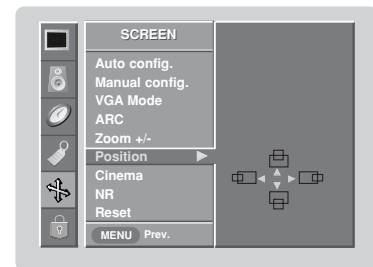 SCREEN
Auto config.
Manual config.
VGA Mode
ARC
Zoom +/-
Position
Cinema
NR
Reset
MENU Prev.